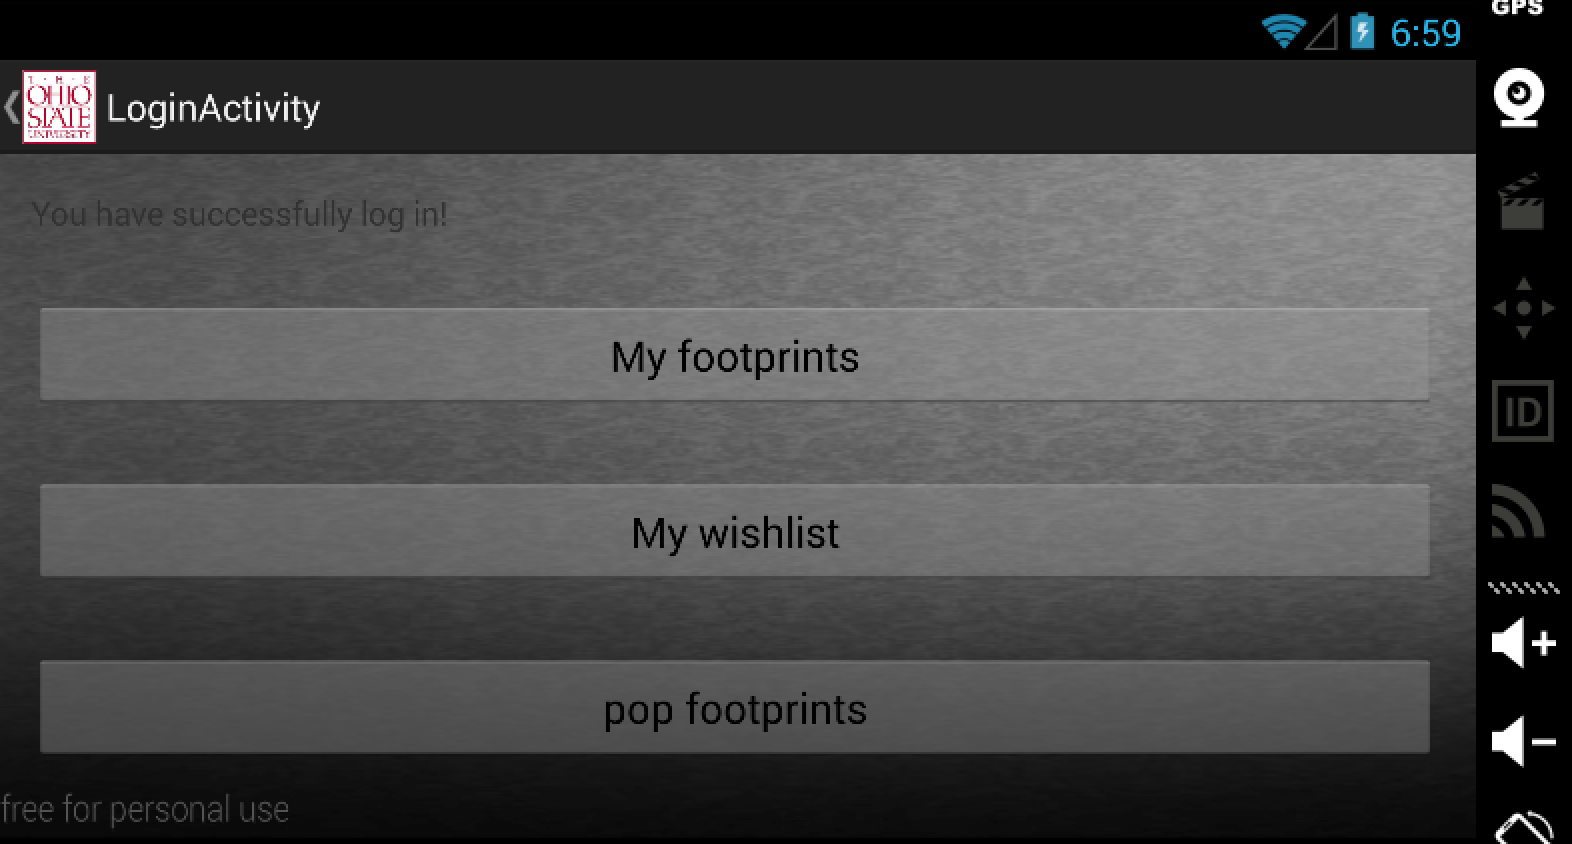 GPS
6:59
T · H · E
OHIO
STATE
UNIVERSITY
LoginActivity
You have successfully log in!
My footprints
ID
My wishlist
pop footprints
free for personal use